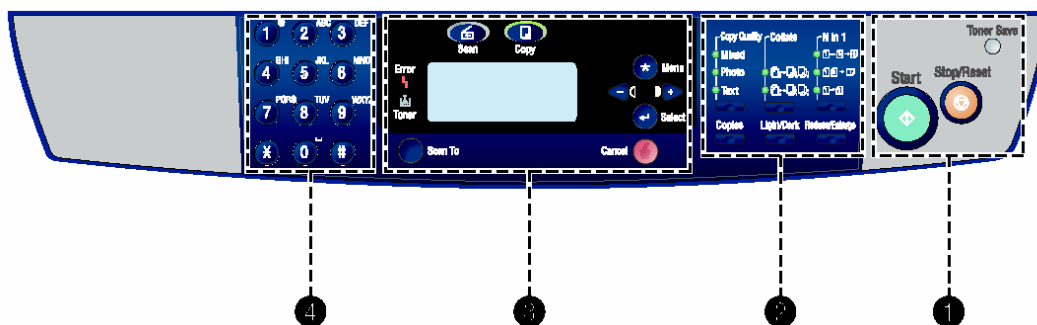 1 2 ABC 3 DEF
4 GHI 5 JKL 6 MNO
7 PQRS 8 TUV 9 WXYZ
* 0 #
Scan Copy
Error
Toner
* Menu
- +
Select
Scan To
Cancel
Copy Quality Collate N in 1
Mixed
Photo
Text
Copies Light/Dark Reduce/Enlarge
Toner Save
Start Stop/Reset
4 3 2 1